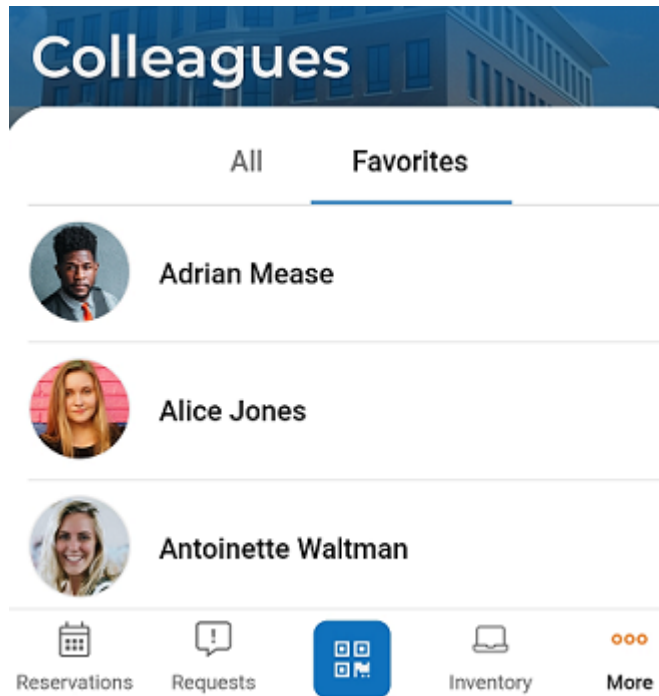 Colleagues
All Favorites
Adrian Mease
Alice Jones
Antoinette Waltman
Reservations Requests Inventory More